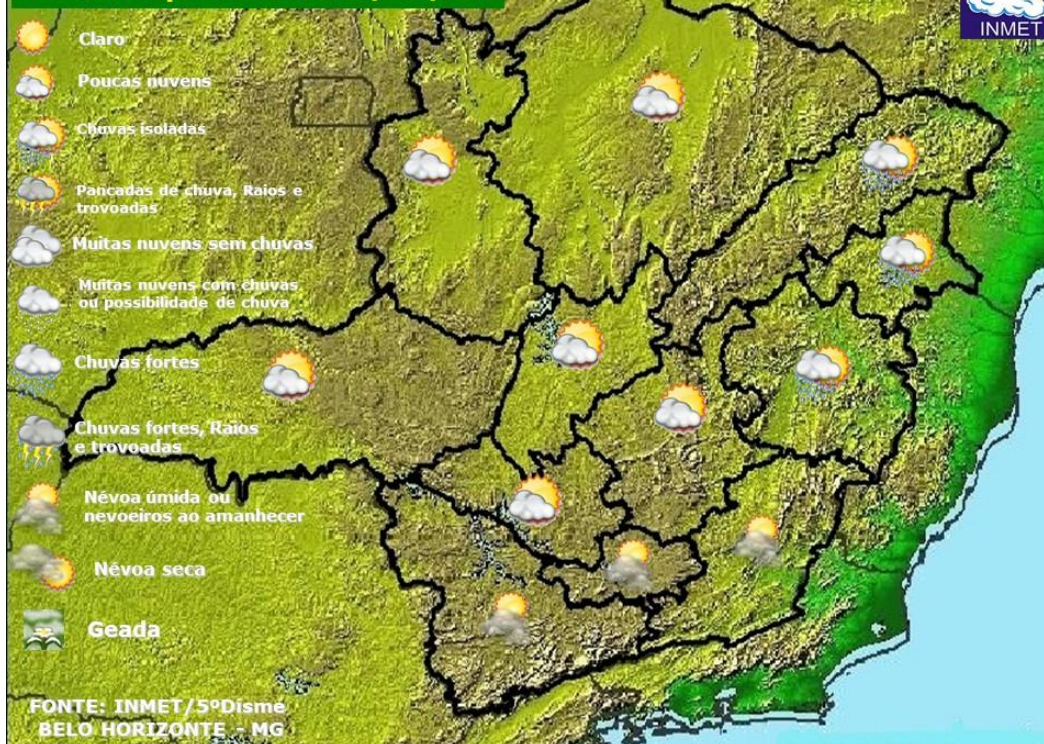 INMET
Claro
Poucas nuvens
Chuvas isoladas
Pancadas de chuva, Raios e
trovoadas
Muitas nuvens sem chuvas
Muitas nuvens com chuvas
ou possibilidade de chuva
Chuvas fortes
Chuvas fortes, Raios
e trovoadas
Névoa úmida ou
nevoeiros ao amanhecer
Névoa seca
Geada
FONTE: INMET/5ºDisme
BELO HORIZONTE - MG